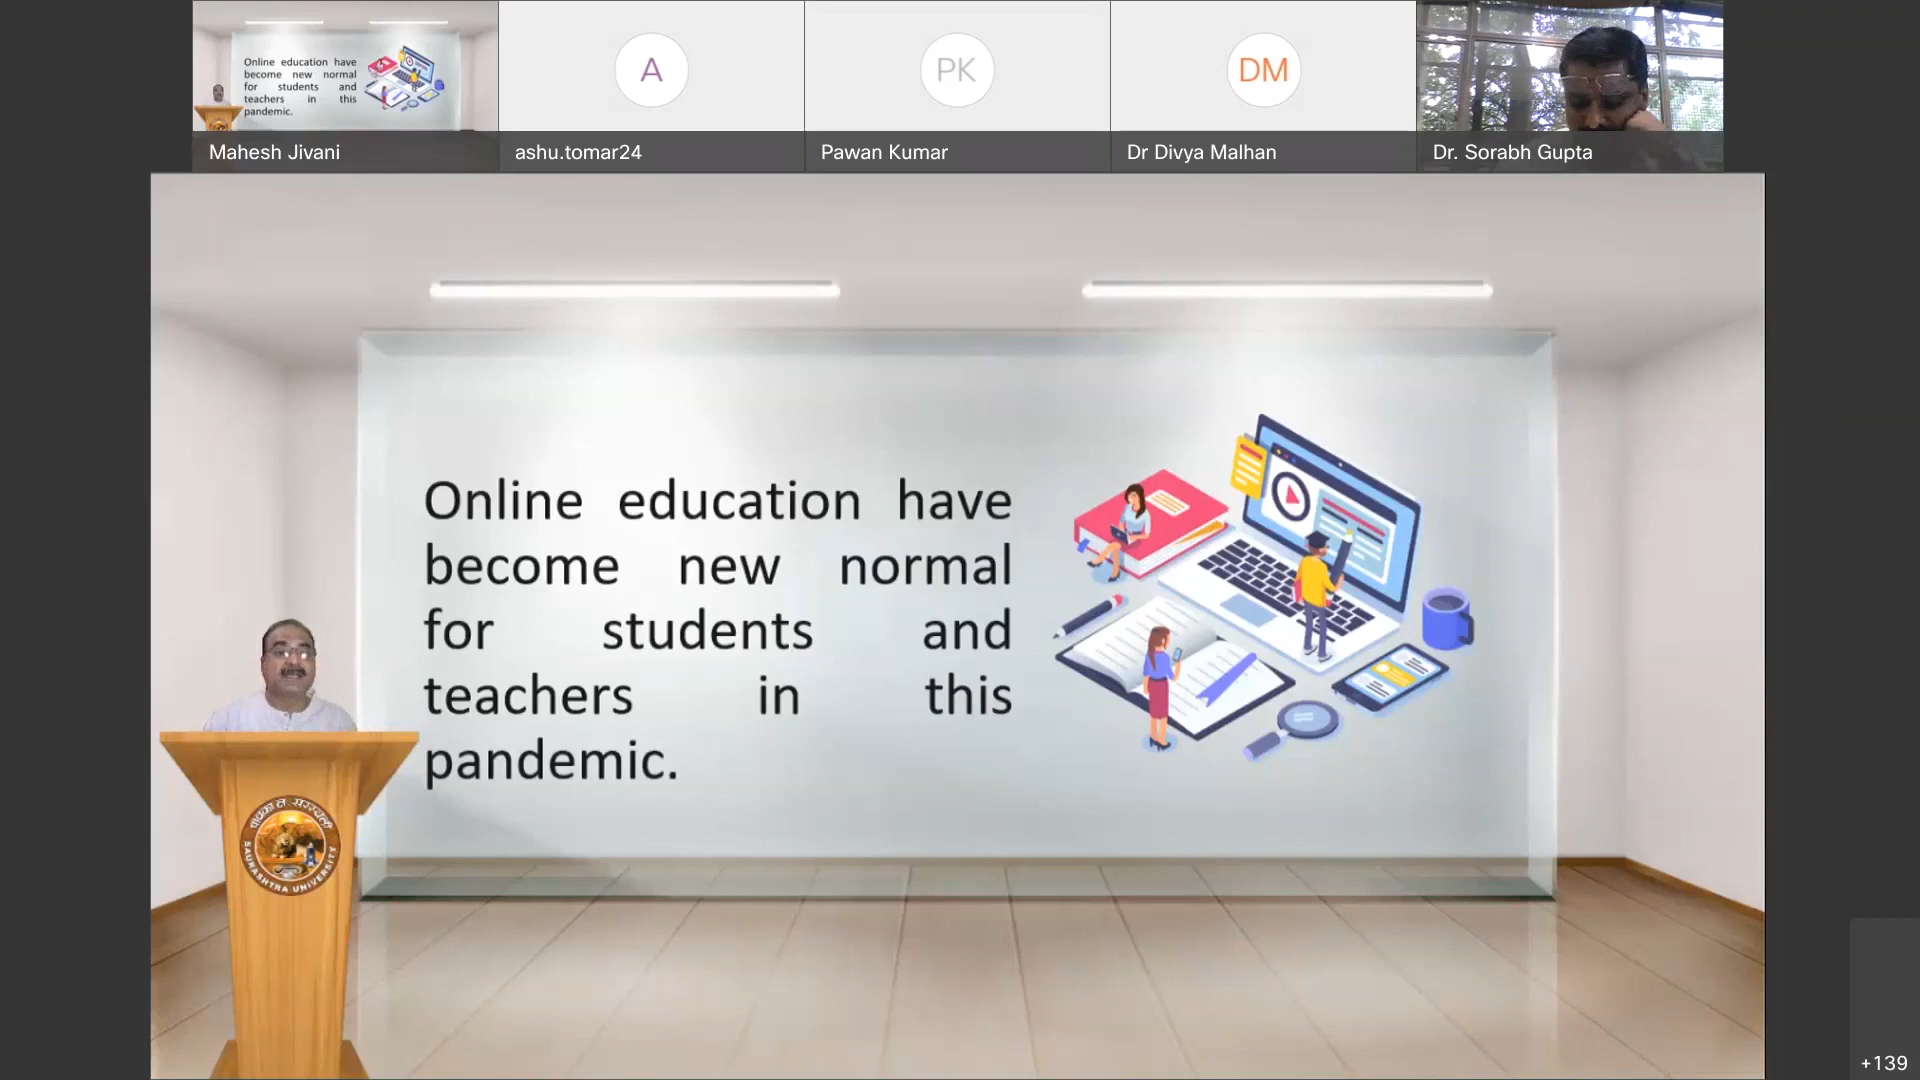 Online education have
become new normal
for students and
teachers in this
pandemic.
A
PK
DM
Mahesh Jivani
ashu.tomar24
Pawan Kumar
Dr Divya Malhan
Dr. Sorabh Gupta
Online education have
become new normal
for students and
teachers in this
pandemic.
SAURASHTRA UNIVERSITY
+139